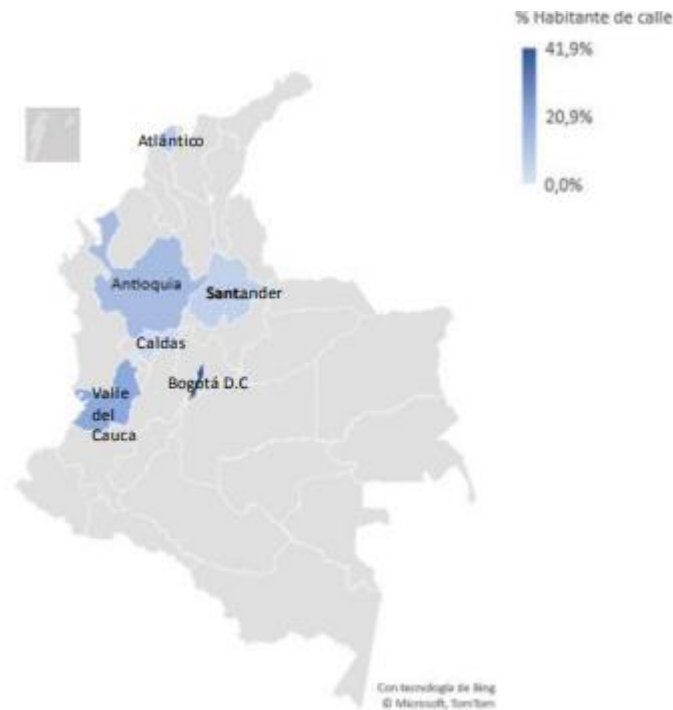 % Habitante de calle
41,9%
20,9%
0,0%
Atlántico
Antioquia
Santander
Caldas
Bogotá D.C
Valle
del
Cauca
Con tecnología de Bing
© Microsoft, TomTom